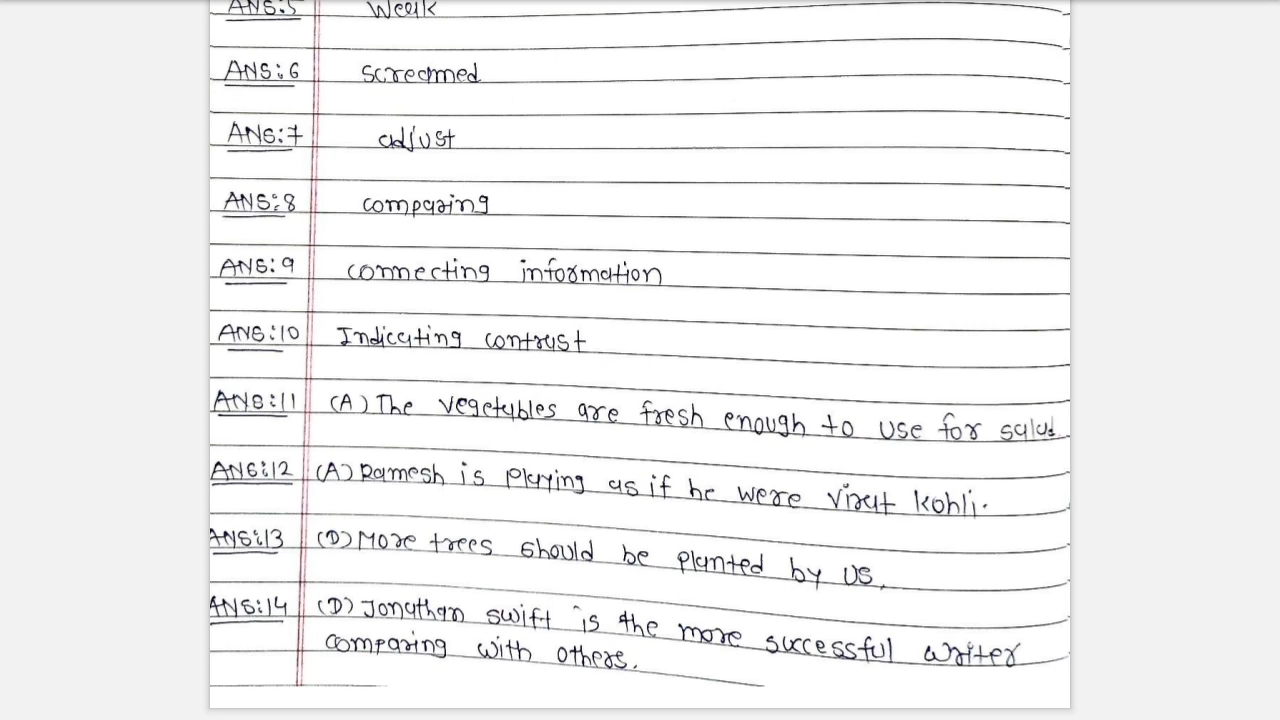 ANS:5 Weak
ANS:6 screamed
ANS:7 adjust
ANS:8 comparing
ANS:9 connecting information
ANS:10 Indicating contrast
ANS:11 (A) The vegetables are fresh enough to use for salad
ANS:12 (A) Ramesh is playing as if he were Virat Kohli.
ANS:13 (D) More trees should be planted by us.
ANS:14 (D) Jonathan swift is the more successful writer
comparing with others.